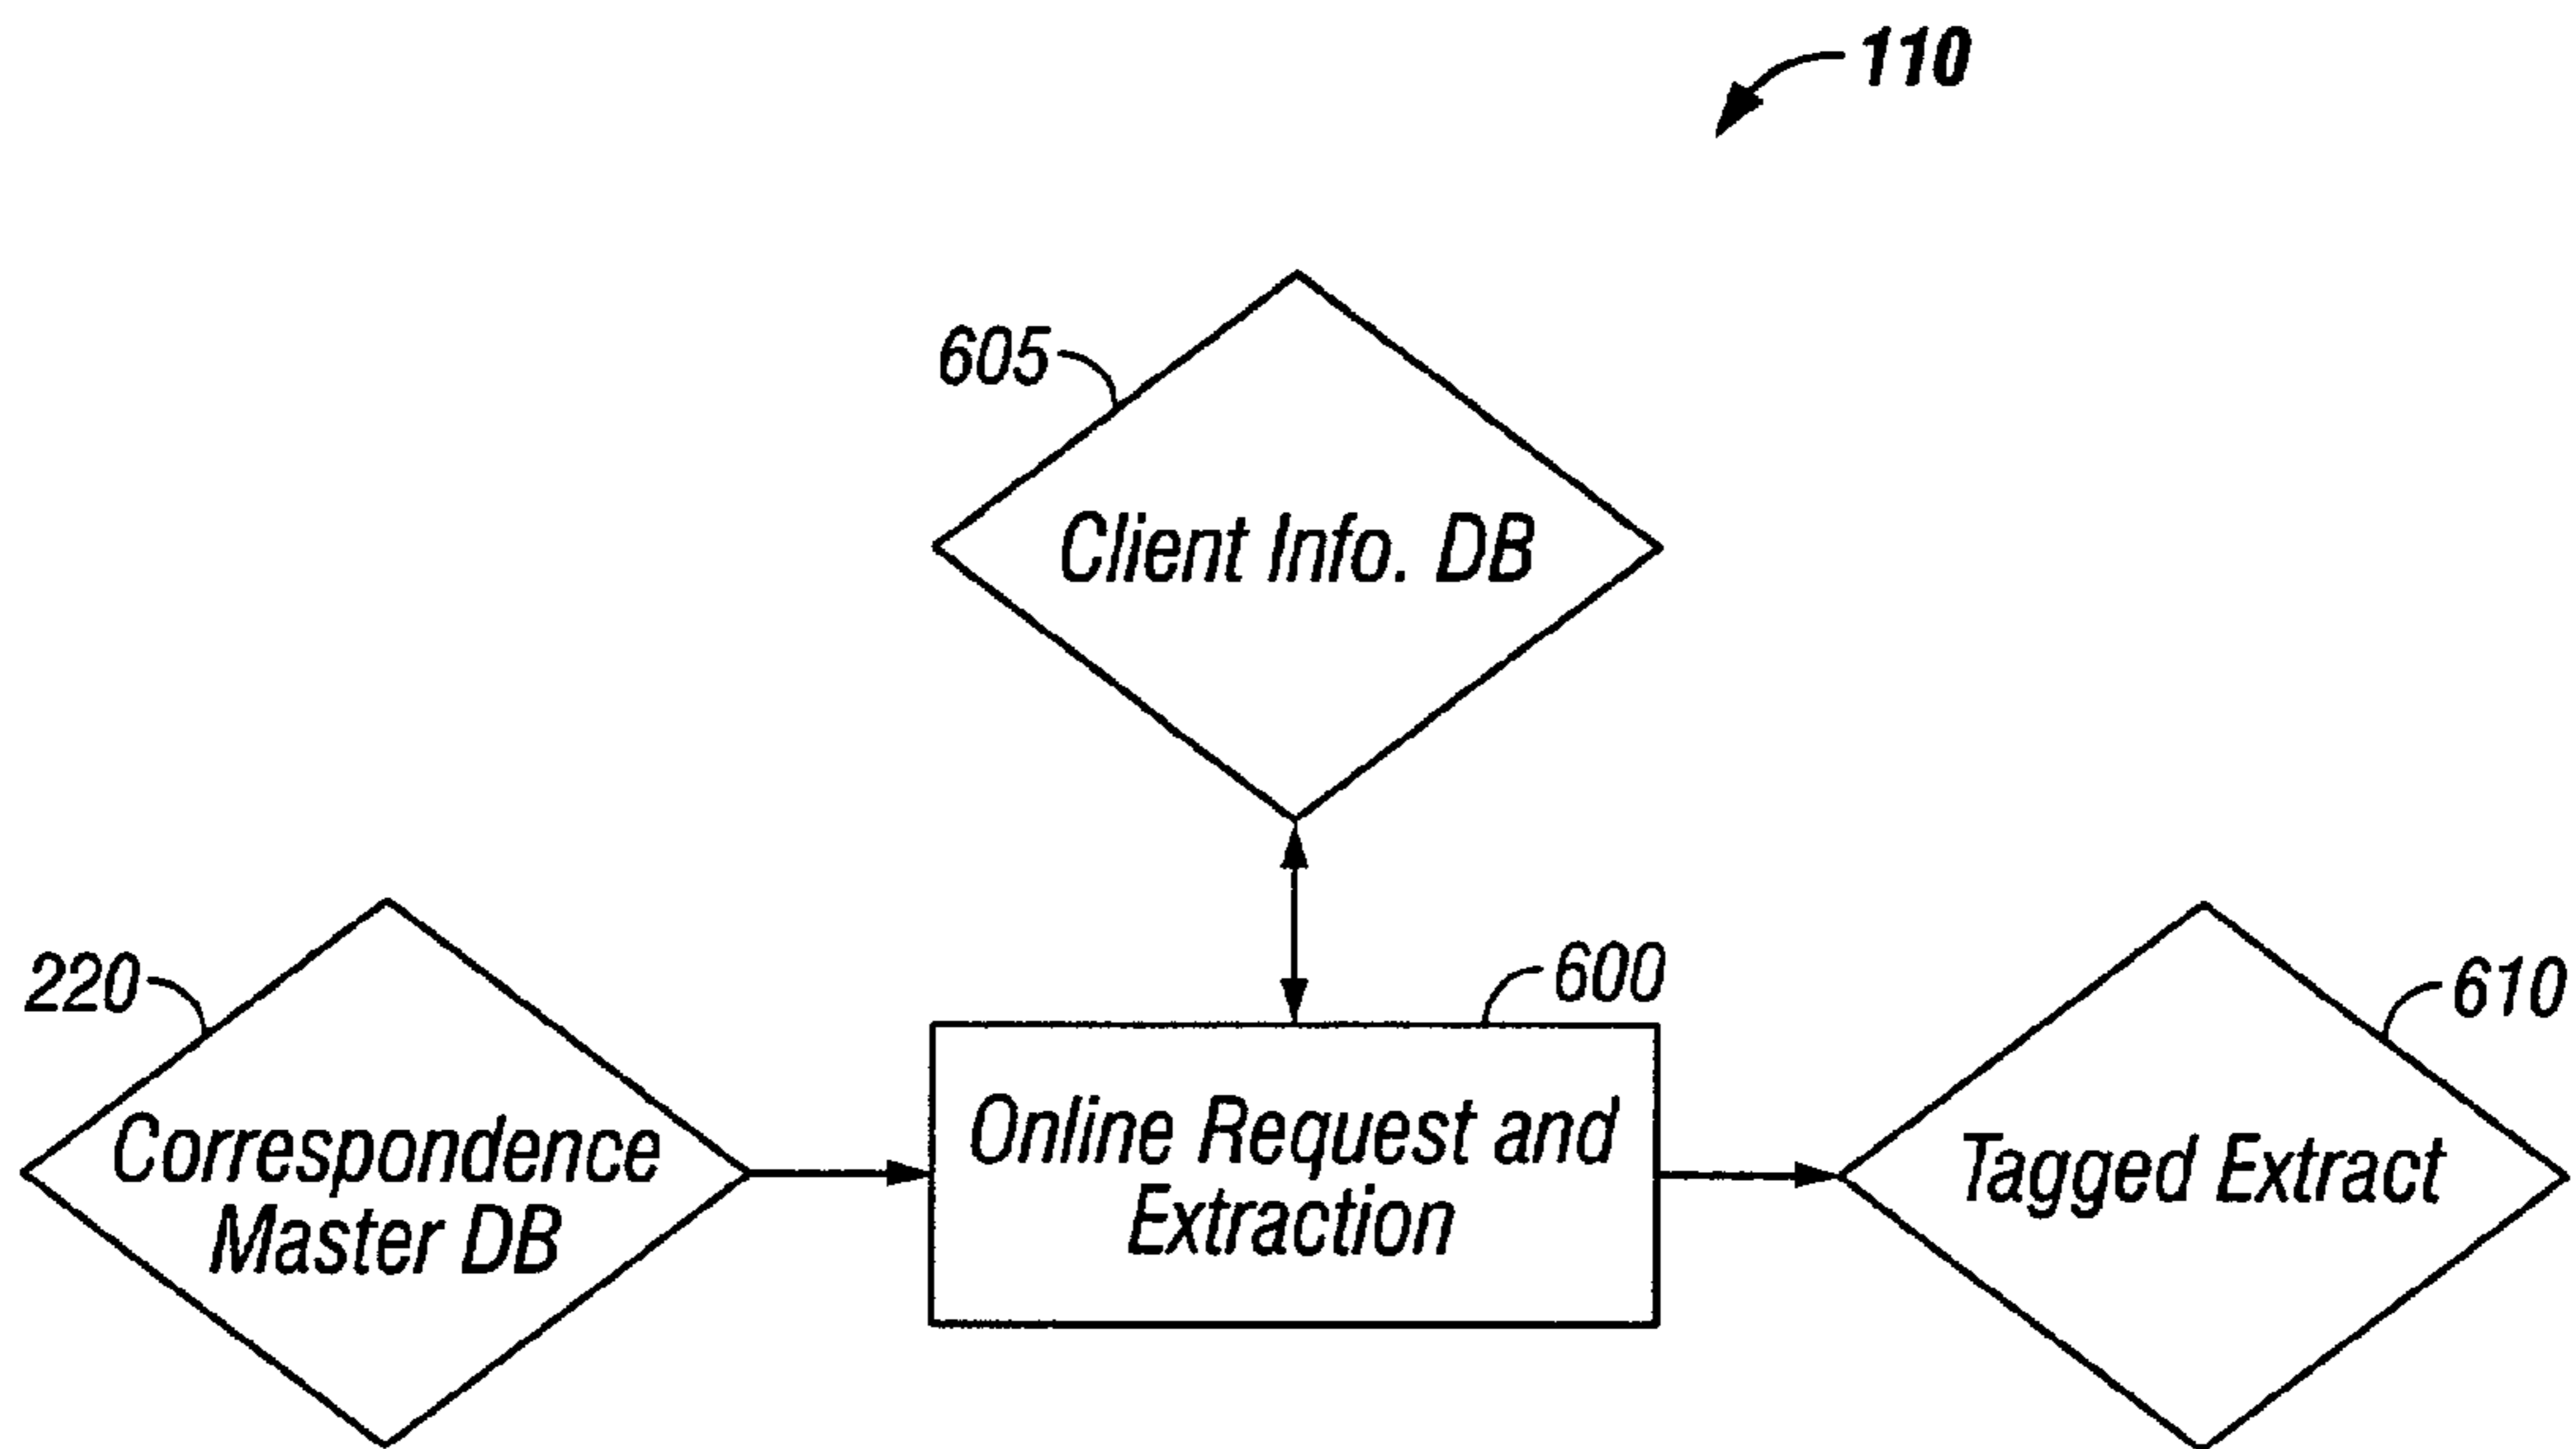 110
605
Client Info. DB
220
600
610
Correspondence
Master DB
Online Request and
Extraction
Tagged Extract